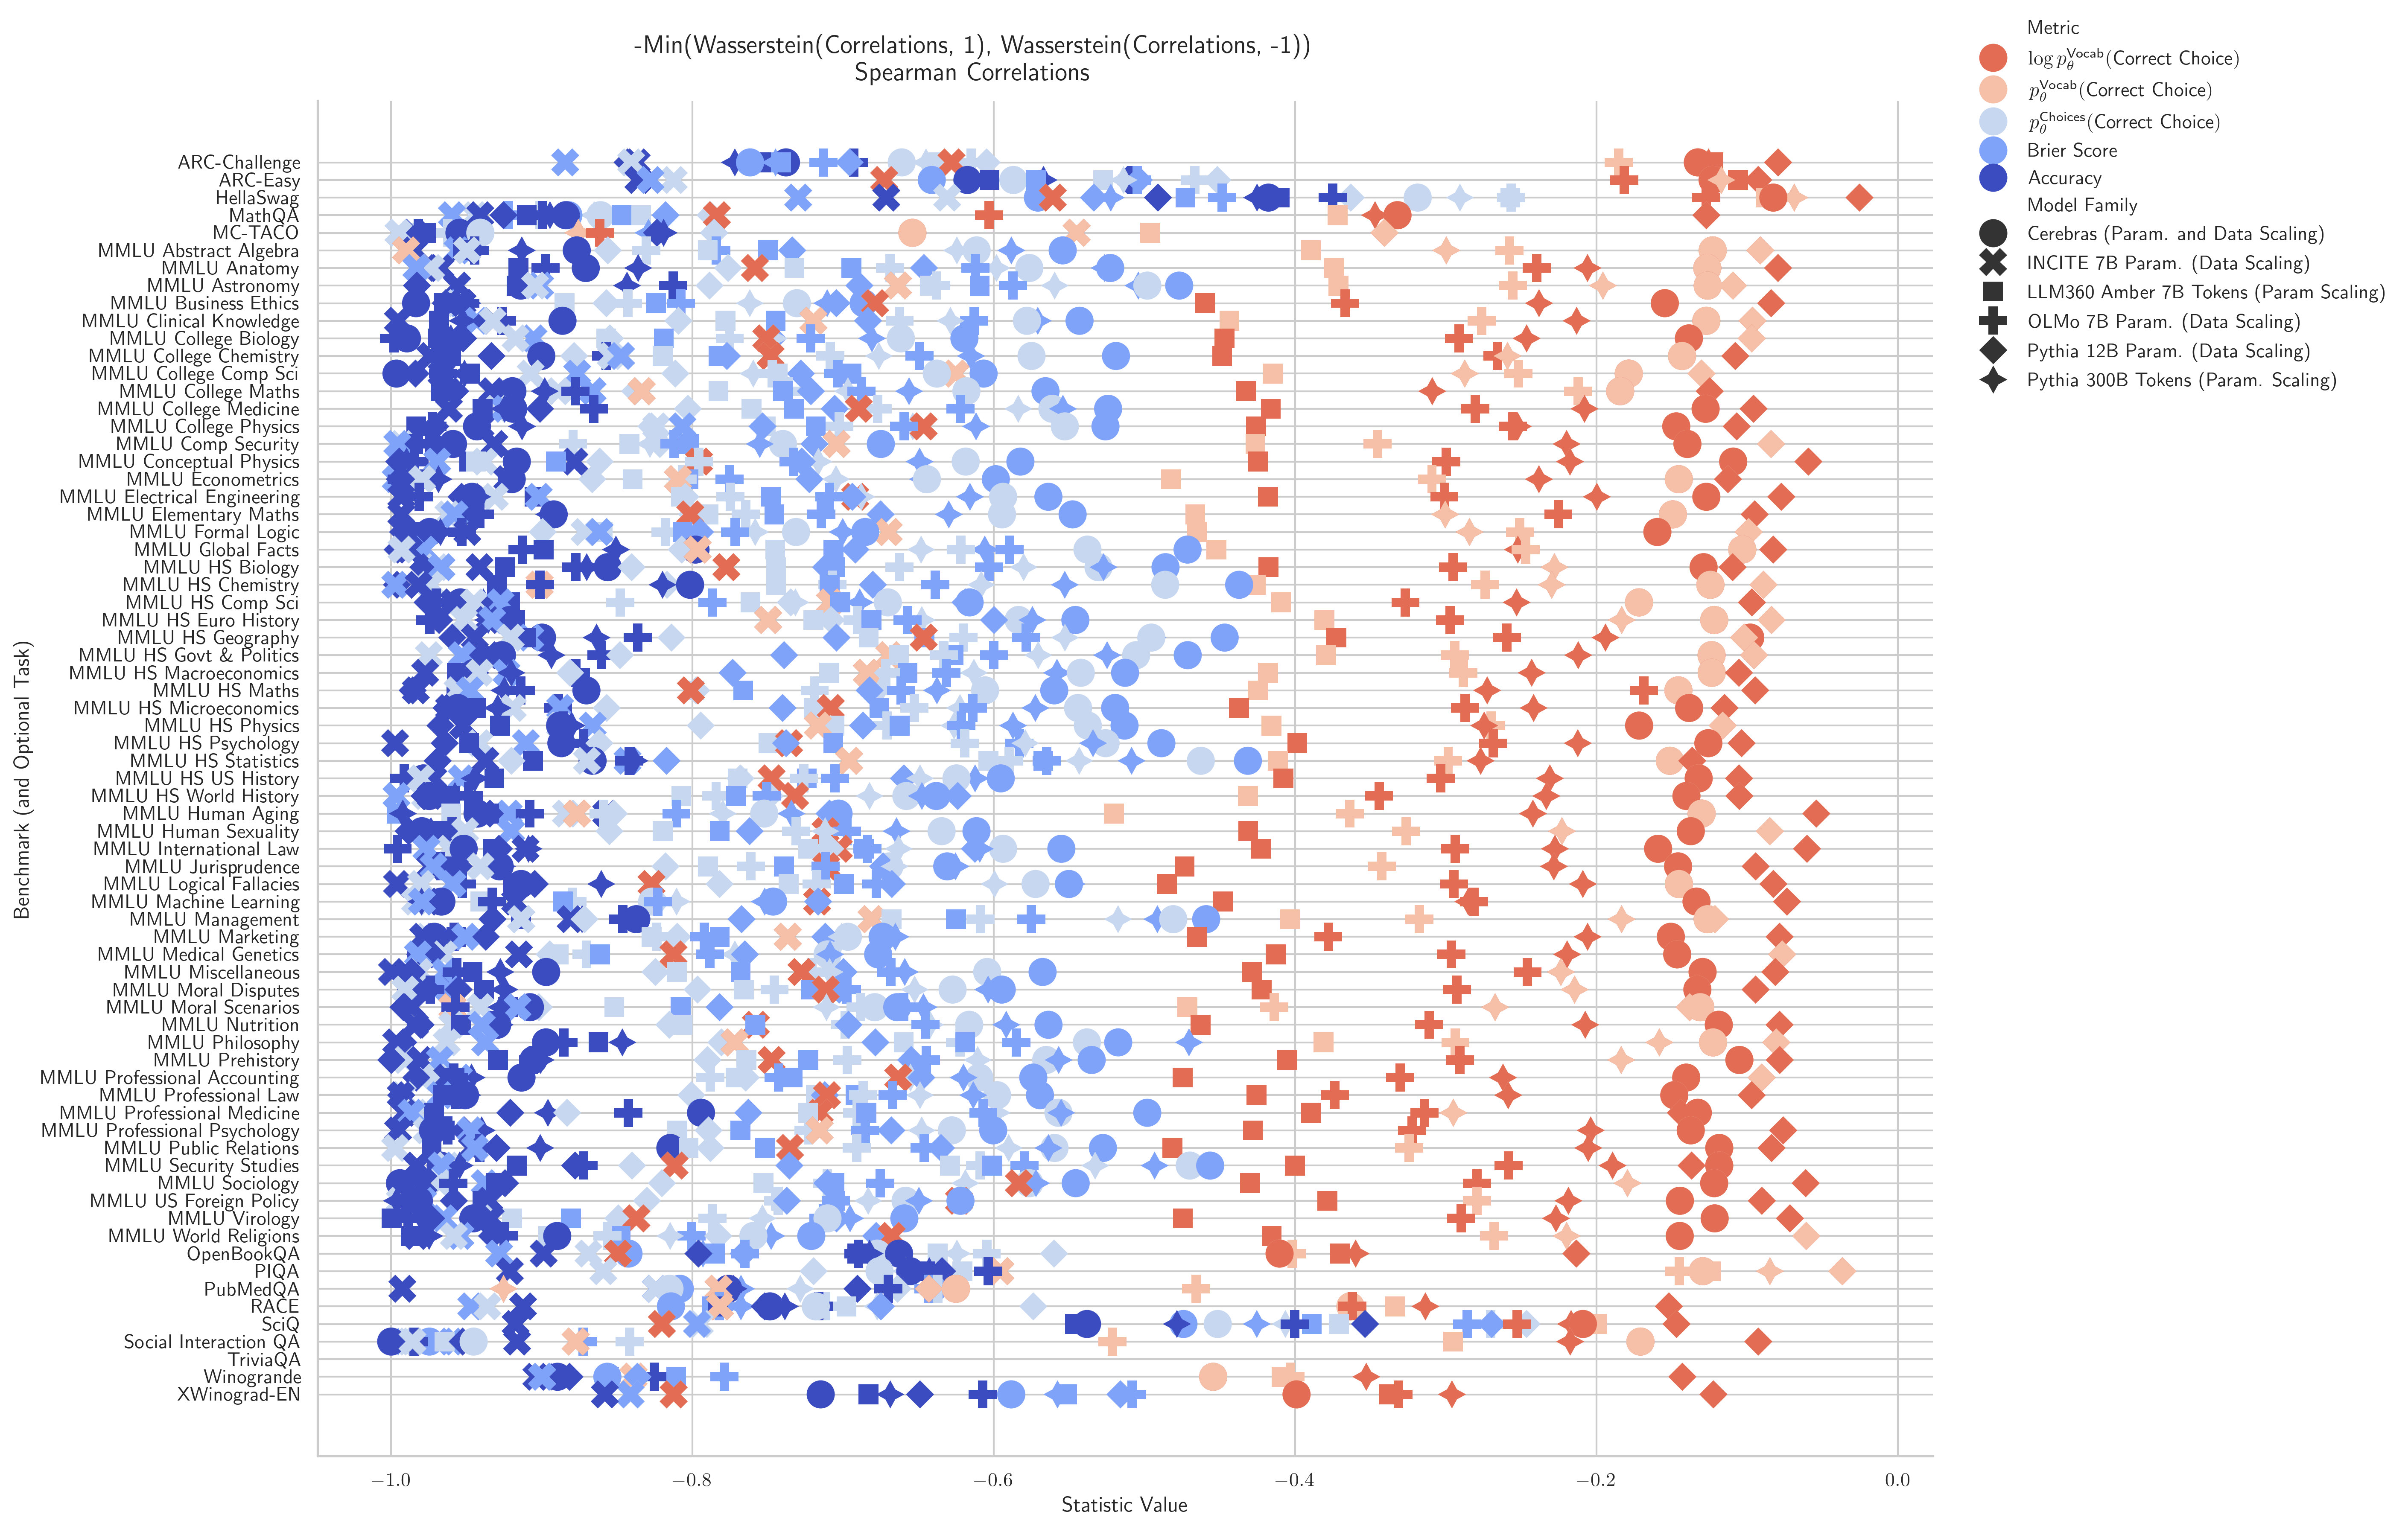 -Min(Wasserstein(Correlations, 1), Wasserstein(Correlations, -1))
Spearman Correlations
Benchmark (and Optional Task)
ARC-Challenge
ARC-Easy
HellaSwag
MathQA
MC-TACO
MMLU Abstract Algebra
MMLU Anatomy
MMLU Astronomy
MMLU Business Ethics
MMLU Clinical Knowledge
MMLU College Biology
MMLU College Chemistry
MMLU College Comp Sci
MMLU College Maths
MMLU College Medicine
MMLU College Physics
MMLU Comp Security
MMLU Conceptual Physics
MMLU Econometrics
MMLU Electrical Engineering
MMLU Elementary Maths
MMLU Formal Logic
MMLU Global Facts
MMLU HS Biology
MMLU HS Chemistry
MMLU HS Comp Sci
MMLU HS Euro History
MMLU HS Geography
MMLU HS Govt & Politics
MMLU HS Macroeconomics
MMLU HS Maths
MMLU HS Microeconomics
MMLU HS Physics
MMLU HS Psychology
MMLU HS Statistics
MMLU HS US History
MMLU HS World History
MMLU Human Aging
MMLU Human Sexuality
MMLU International Law
MMLU Jurisprudence
MMLU Logical Fallacies
MMLU Machine Learning
MMLU Management
MMLU Marketing
MMLU Medical Genetics
MMLU Miscellaneous
MMLU Moral Disputes
MMLU Moral Scenarios
MMLU Nutrition
MMLU Philosophy
MMLU Prehistory
MMLU Professional Accounting
MMLU Professional Law
MMLU Professional Medicine
MMLU Professional Psychology
MMLU Public Relations
MMLU Security Studies
MMLU Sociology
MMLU US Foreign Policy
MMLU Virology
MMLU World Religions
OpenBookQA
PIQA
PubMedQA
RACE
SciQ
Social Interaction QA
TriviaQA
Winogrande
XWinograd-EN
−1.0 −0.8 −0.6 −0.4 −0.2 0.0
Statistic Value
Metric
log p_θ^Vocab(Correct Choice)
p_θ^Vocab(Correct Choice)
p_θ^Choices(Correct Choice)
Brier Score
Accuracy
Model Family
Cerebras (Param. and Data Scaling)
INCITE 7B Param. (Data Scaling)
LLM360 Amber 7B Tokens (Param Scaling)
OLMo 7B Param. (Data Scaling)
Pythia 12B Param. (Data Scaling)
Pythia 300B Tokens (Param. Scaling)